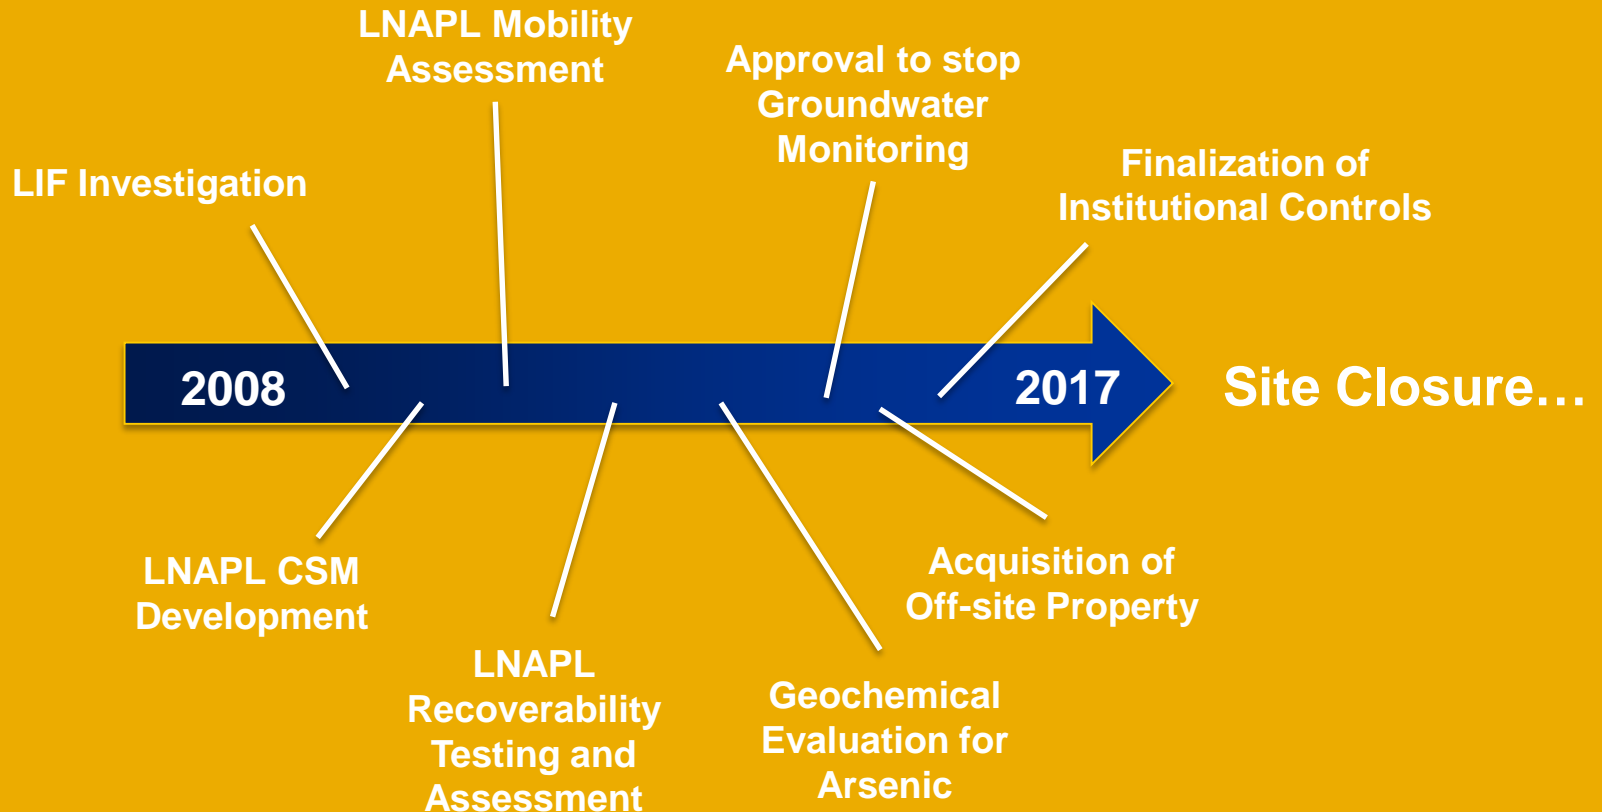 LNAPL Mobility
Assessment
Approval to stop
Groundwater
Monitoring
Finalization of
Institutional Controls
LIF Investigation
2008
2017
Site Closure…
LNAPL CSM
Development
LNAPL
Recoverability
Testing and
Assessment
Geochemical
Evaluation for
Arsenic
Acquisition of
Off-site Property